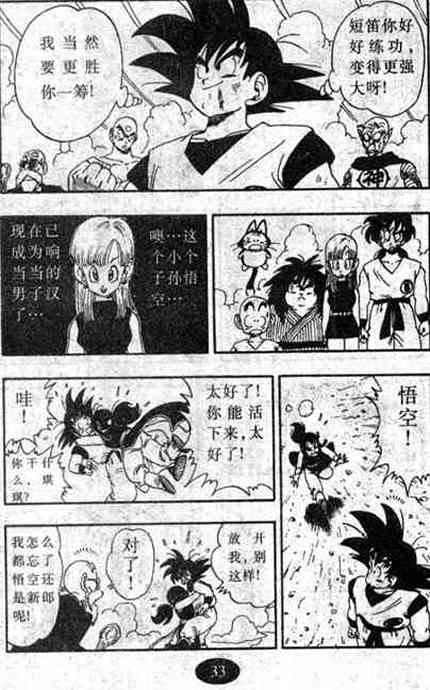 短笛你好
好练功,
变得更强
大呀!
我当然
要更胜
你一筹!
神
噢…这
个小悟
子孙
空…
现在已
成为响
当当的
男子汉
了…
悟空!
太好了!
你能活
下来,太
好了!
哇!
你干什
么,琪
琪?
放开
我,别
这样!
对了!
我怎么
都忘了
悟空还
是新郎
呢!
33